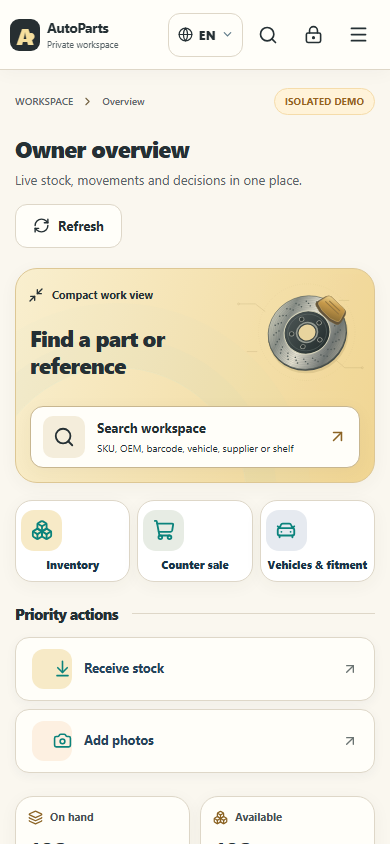 AutoParts
Private workspace
EN
WORKSPACE
Overview
ISOLATED DEMO
Owner overview
Live stock, movements and decisions in one place.
Refresh
Compact work view
Find a part or
reference
Search workspace
SKU, OEM, barcode, vehicle, supplier or shelf
Inventory
Counter sale
Vehicles & fitment
Priority actions
Receive stock
Add photos
On hand
Available